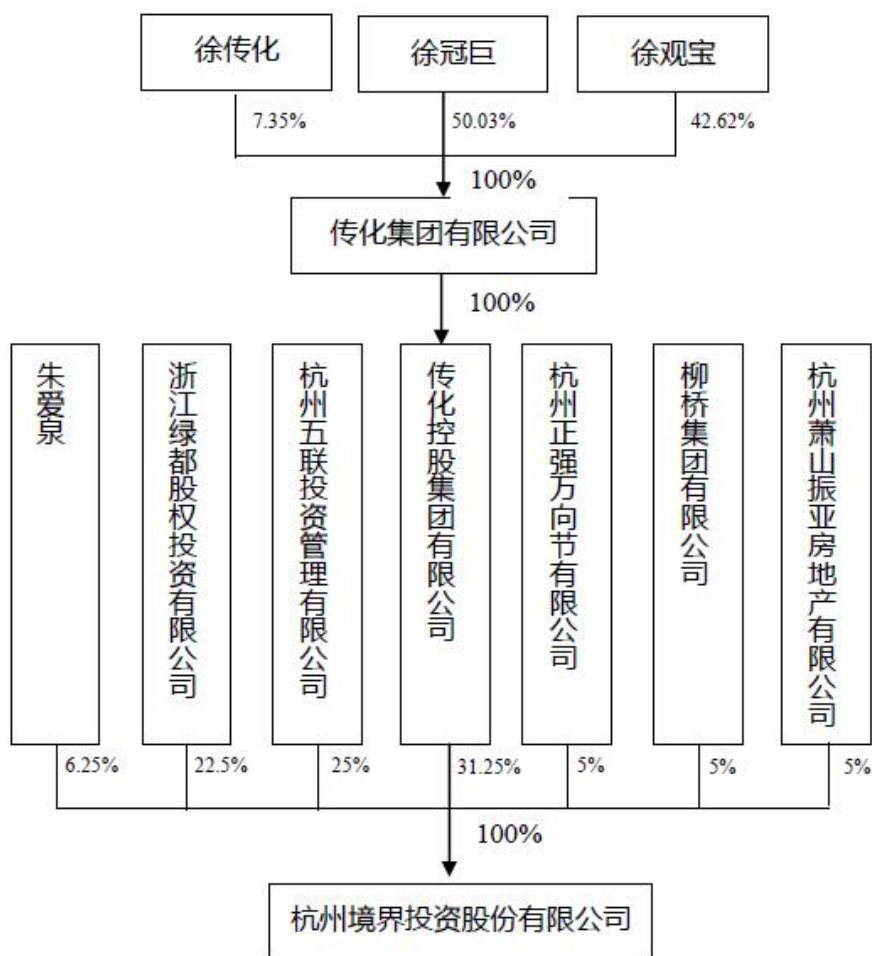 徐传化
徐冠巨
徐观宝
7.35%
50.03%
42.62%
100%
传化集团有限公司
100%
朱爱泉
浙江绿都股权投资有限公司
杭州五联投资管理有限公司
传化控股集团有限公司
杭州正强万向节有限公司
柳桥集团有限公司
杭州萧山振亚房地产有限公司
6.25%
22.5%
25%
31.25%
5%
5%
5%
100%
杭州境界投资股份有限公司